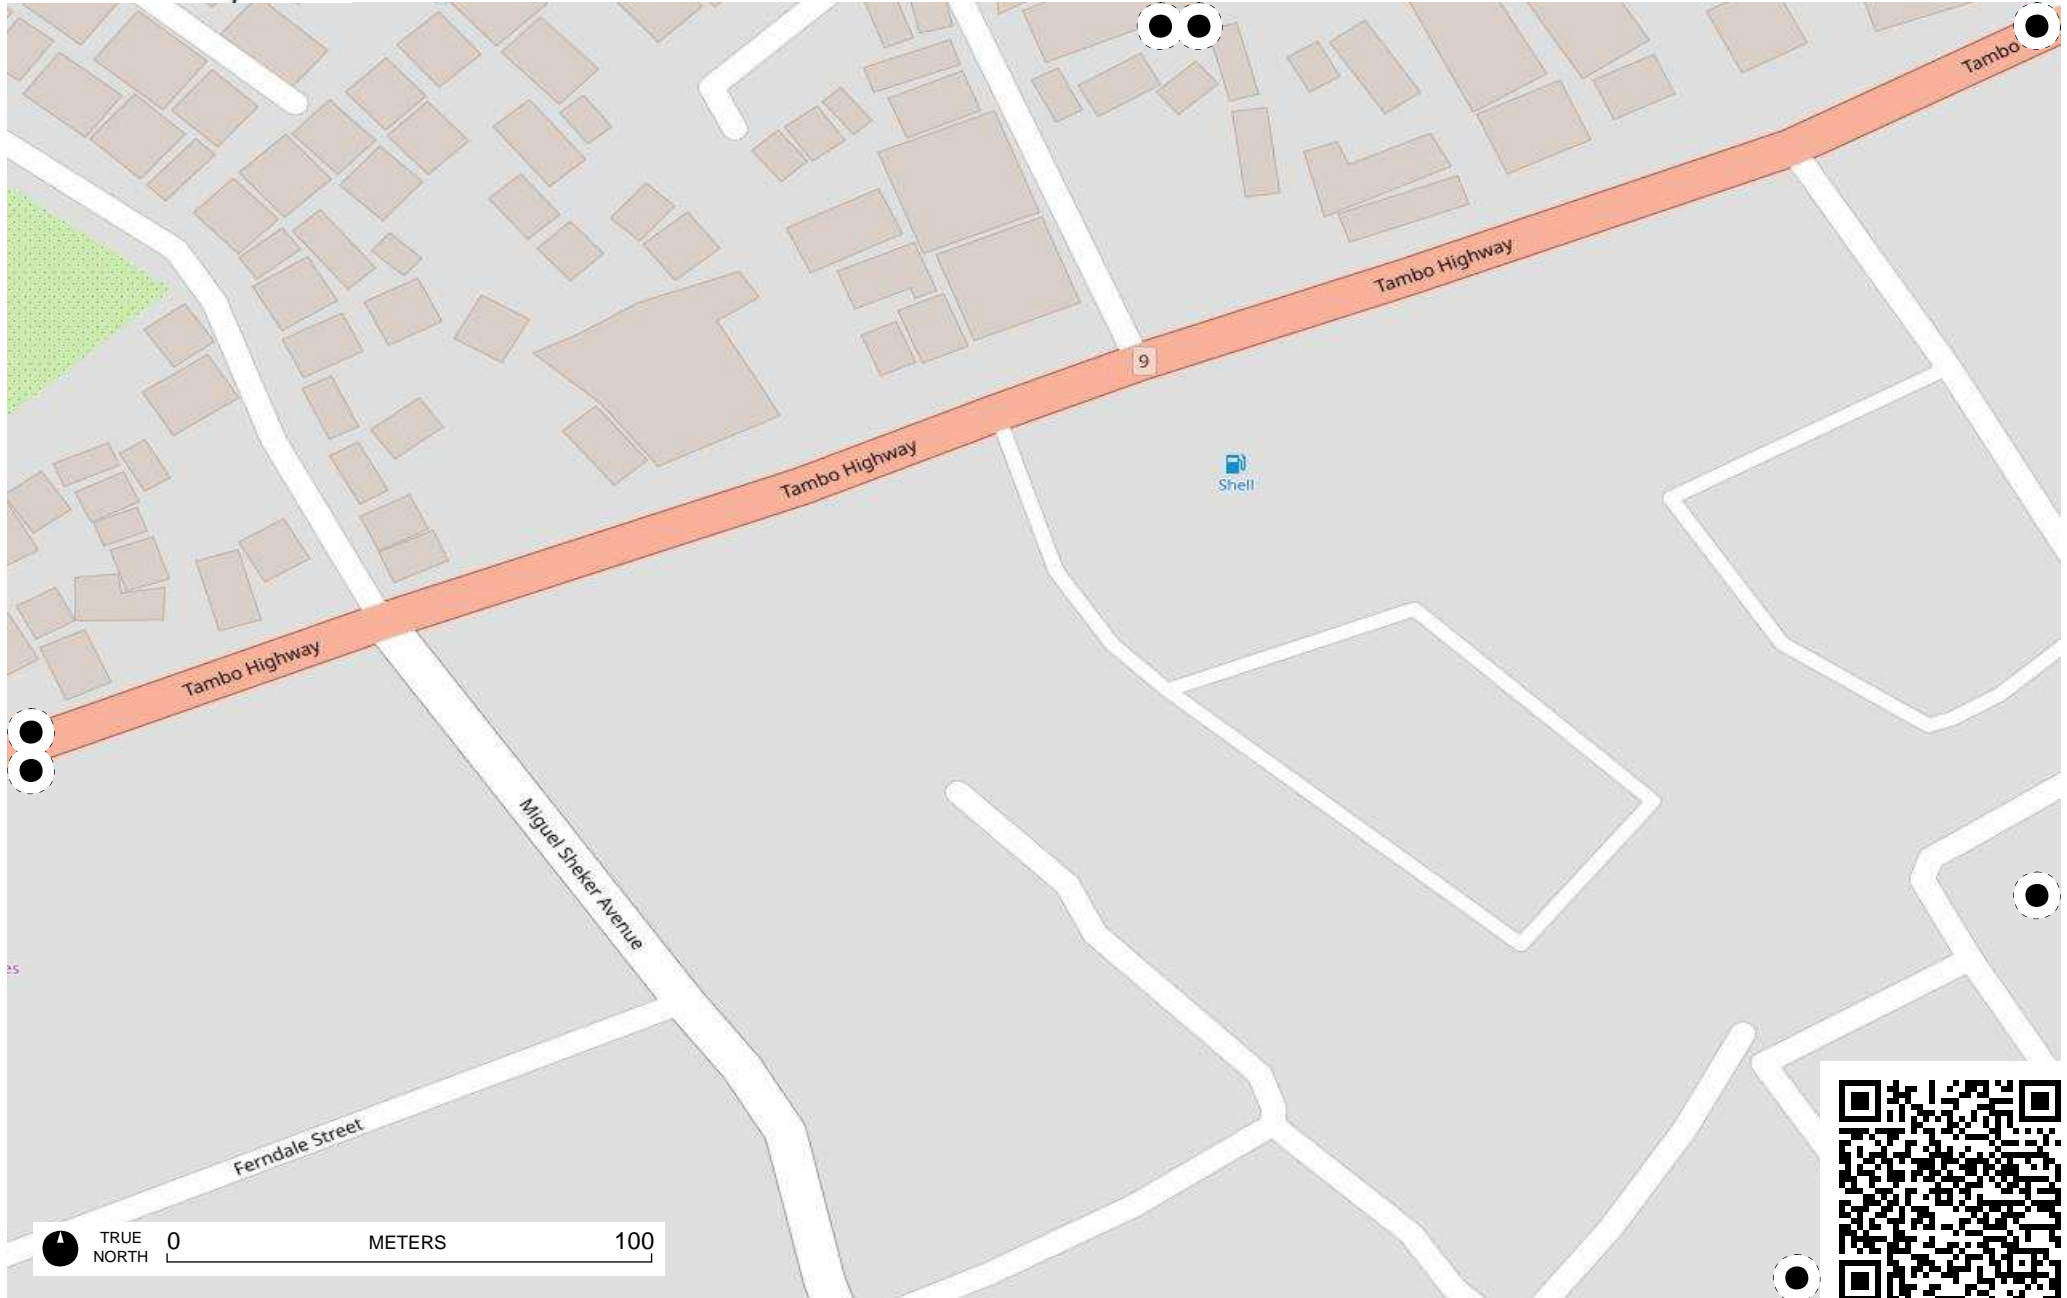 Tambo
Tambo Highway
9
Tambo Highway
Shell
Tambo Highway
Miguel Sheker Avenue
es
Ferndale Street
TRUE
NORTH
0
METERS
100